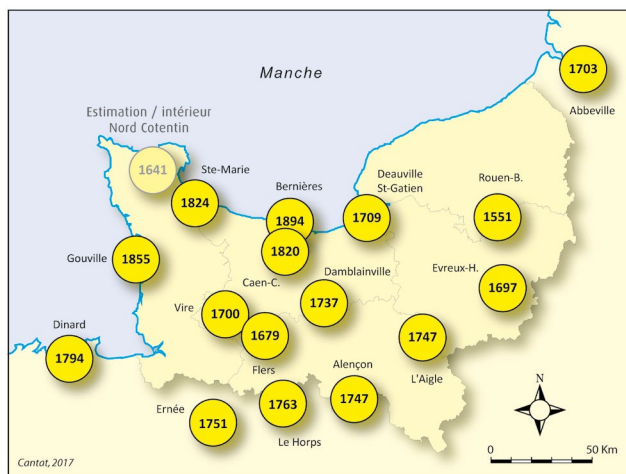 Manche
1703
Abbeville
Estimation / intérieur
Nord Cotentin
1641
Ste-Marie
1824
Bernières
1894
Deauville
St-Gatien
1709
Rouen-B.
1551
1820
Caen-C.
Gouville
1855
Damblainville
1737
Evreux-H.
1697
Vire
1700
1679
Flers
Dinard
1794
1747
L'Aigle
Alençon
1747
Ernée
1751
1763
Le Horps
N
0
50 Km
Cantat, 2017